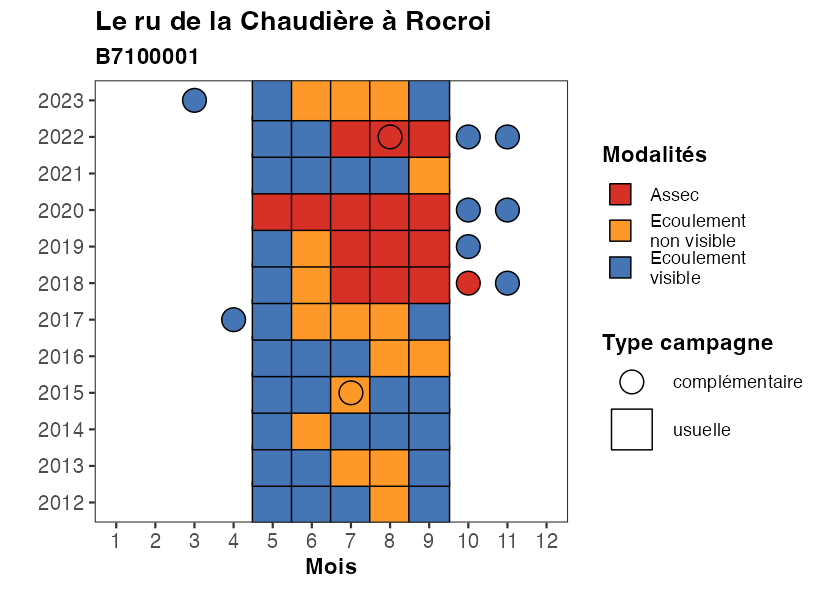 Le ru de la Chaudière à Rocroi
B7100001
2023
2022
2021
2020
2019
2018
2017
2016
2015
2014
2013
2012
1 2 3 4 5 6 7 8 9 10 11 12
Mois
Modalités
Assec
Ecoulement
non visible
Ecoulement
visible
Type campagne
complémentaire
usuelle